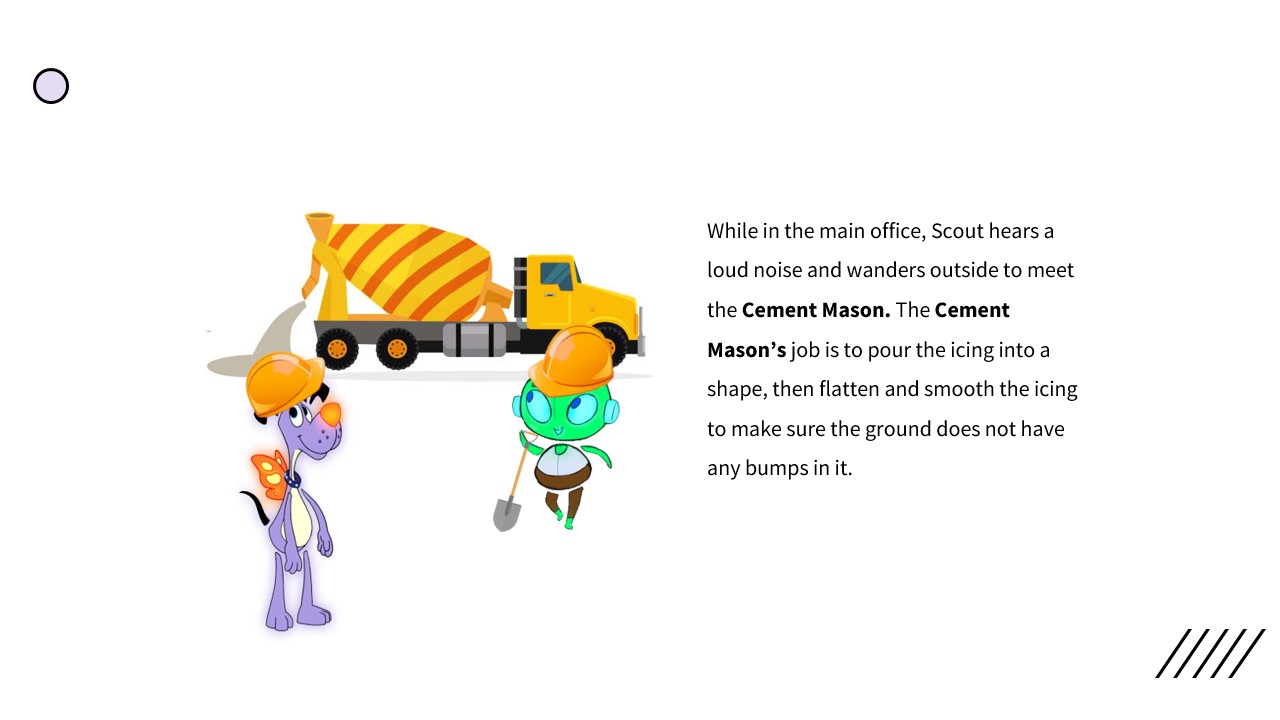 While in the main office, Scout hears a
loud noise and wanders outside to meet
the Cement Mason. The Cement
Mason’s job is to pour the icing into a
shape, then flatten and smooth the icing
to make sure the ground does not have
any bumps in it.